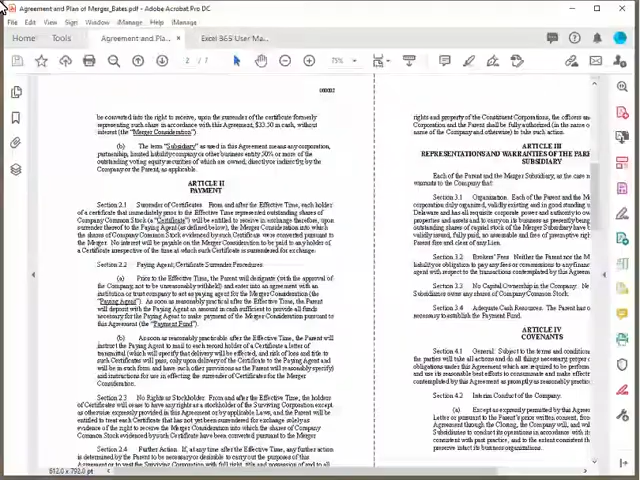 Agreement and Plan of Merger_Bates.pdf - Adobe Acrobat Pro DC
File Edit View Sign Window iManage Help iManage
Home Tools Agreement and Plan... × Excel 365 User Ma...
2 / 7 75%
000002
be converted into the right to receive, upon the surrender of the certificate formerly
representing such share in accordance with this Agreement, $33.50 in cash, without
interest (the "Merger Consideration")
(b) The term "Subsidiary" as used in this Agreement means any corporation,
partnership, limited liability company or other business entity 50% or more of the
outstanding voting equity securities of which are owned, directly or indirectly by the
Company or the Parent, as applicable.
ARTICLE II
PAYMENT
Section 2.1 Surrender of Certificates. From and after the Effective Time, each holder
of a certificate that immediately prior to the Effective Time represented outstanding shares of
Company Common Stock (a "Certificate") will be entitled to receive in exchange therefor, upon
surrender thereof to the Paying Agent (as defined below), the Merger Consideration into which
the shares of Company Common Stock evidenced by such Certificate were converted pursuant to
the Merger. No interest will be payable on the Merger Consideration to be paid to any holder of
a Certificate irrespective of the time at which such Certificate is surrendered for exchange.
Section 2.2 Paying Agent; Certificate Surrender Procedures.
(a) Prior to the Effective Time, the Parent will designate (with the approval of
the Company, not to be unreasonably withheld) and enter into an agreement with an
institution or trust company to act as paying agent for the Merger Consideration (the
"Paying Agent"). As soon as reasonably practicable after the Effective Time, the Parent
will deposit with the Paying Agent an amount in cash sufficient to provide all funds
necessary for the Paying Agent to make payment of the Merger Consideration pursuant to
this Agreement (the "Payment Fund").
(b) As soon as reasonably practicable after the Effective Time, the Parent will
instruct the Paying Agent to mail to each record holder of a Certificate a letter of
transmittal (which will specify that delivery will be effected, and risk of loss and title to
such Certificates will pass, only upon delivery of the Certificate to the Paying Agent and
will be in such form and have such other provisions as the Parent will reasonably specify)
and instructions for use in effecting the surrender of Certificates for the Merger
Consideration.
Section 2.3 No Rights as Stockholder. From and after the Effective Time, the holders
of Certificates will cease to have any rights as a stockholder of the Surviving Corporation except
as otherwise expressly provided in this Agreement or by applicable Laws, and the Parent will be
entitled to treat each Certificate that has not yet been surrendered for exchange solely as
evidence of the right to receive the Merger Consideration into which the shares of Company
Common Stock evidenced by such Certificate have been converted pursuant to the Merger
Section 2.4 Further Action. If, at any time after the Effective Time, any further action
is determined by the Parent to be necessary or desirable to carry out the purposes of this
rights and property of the Constituent Corporations, the officers an
Corporation and the Parent shall be fully authorized (in the name
name of the Company and otherwise) to take such action.
ARTICLE III
REPRESENTATIONS AND WARRANTIES OF THE PAR
SUBSIDIARY
Each of the Parent and the Merger Subsidiary, as the case m
warrants to the Company that:
Section 3.1 Organization. Each of the Parent and the Mer
corporation duly organized, validly existing and in good standing u
Delaware and has all requisite corporate power and authority to ow
properties and assets and to carry on its business as presently being
outstanding shares of capital stock of the Merger Subsidiary have b
validly issued, fully paid, no assessable and free of preemptive righ
Parent free and clear of any Lien.
Section 3.2 Brokers' Fees. Neither the Parent nor the M
liability or obligation to pay any fees or commissions to any financi
agent with respect to the transactions contemplated by this Agreem
Section 3.3 No Capital Ownership in the Company. Ne
Subsidiaries owns any shares of Company Common Stock.
Section 3.4 Adequate Cash Resources. The Parent has c
necessary to establish the Payment Fund.
ARTICLE IV
COVENANTS
Section 4.1 General. Subject to the terms and condition
the parties will take all actions and do all things necessary, proper
obligations under this Agreement, are required to be performed on
and use its reasonable best efforts to consummate and make effect
contemplated by this Agreement as promptly as reasonably practic
Section 4.2 Interim Conduct of the Company.
(a) Except as expressly permitted by this Agreem
Letter or pursuant to the Parent's prior written consent, from
Agreement through the Closing, the Company will, and will
Subsidiaries to conduct its operations in accordance with its
consistent with past practice, and to the extent consistent th
preserve intact its business organizations.
612.0 x 792.0 pt